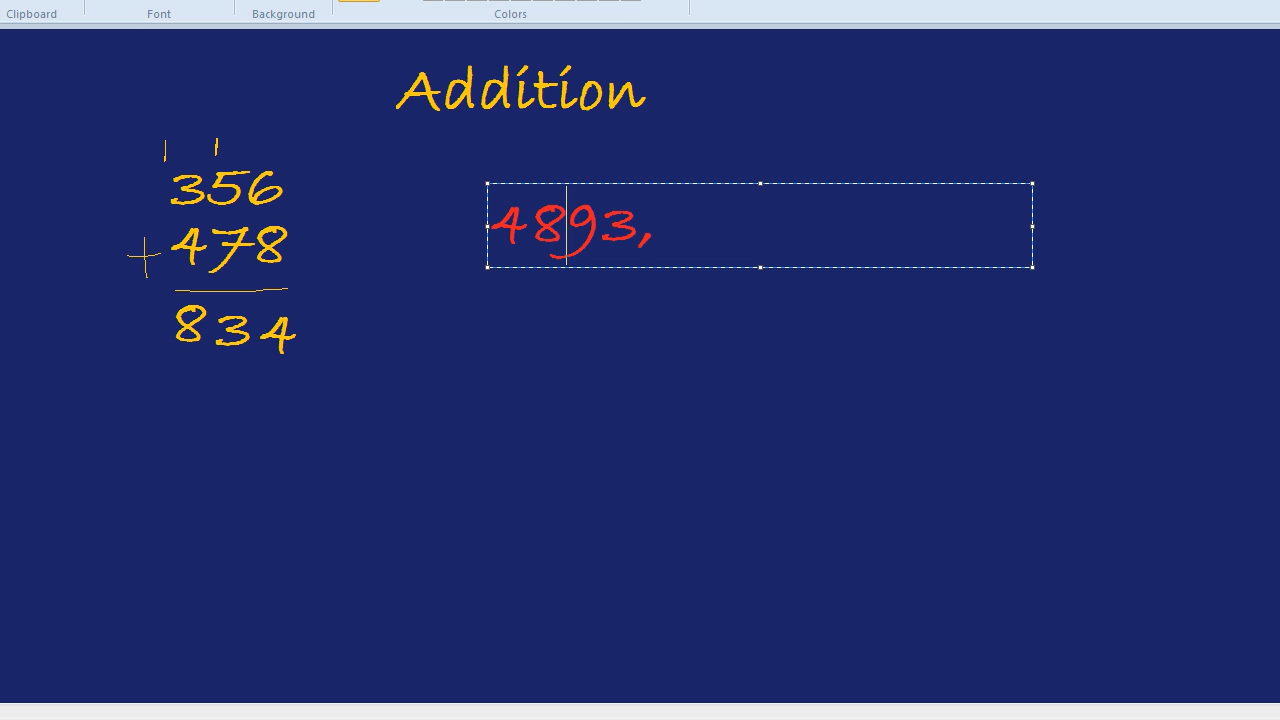 Clipboard
Font
Background
Colors
Addition
1 1
356
+ 478
834
4893,